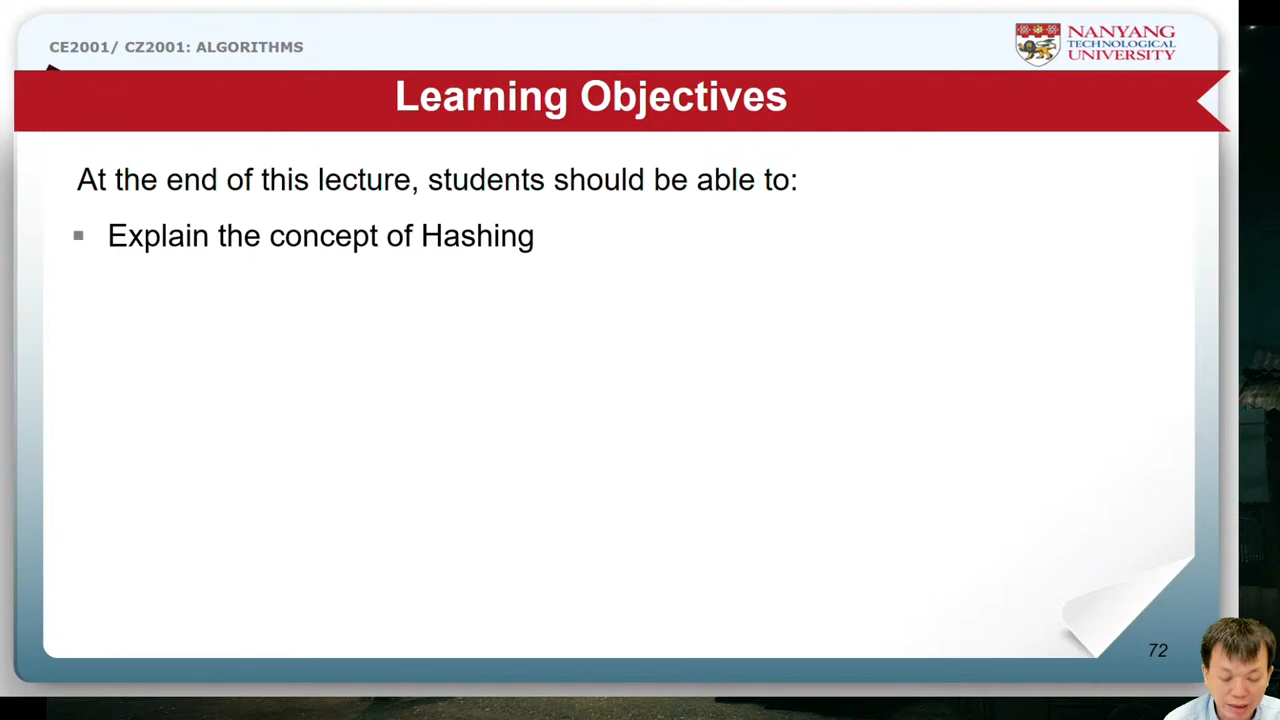 CE2001/ CZ2001: ALGORITHMS
NANYANG
TECHNOLOGICAL
UNIVERSITY
Learning Objectives
At the end of this lecture, students should be able to:
Explain the concept of Hashing
72